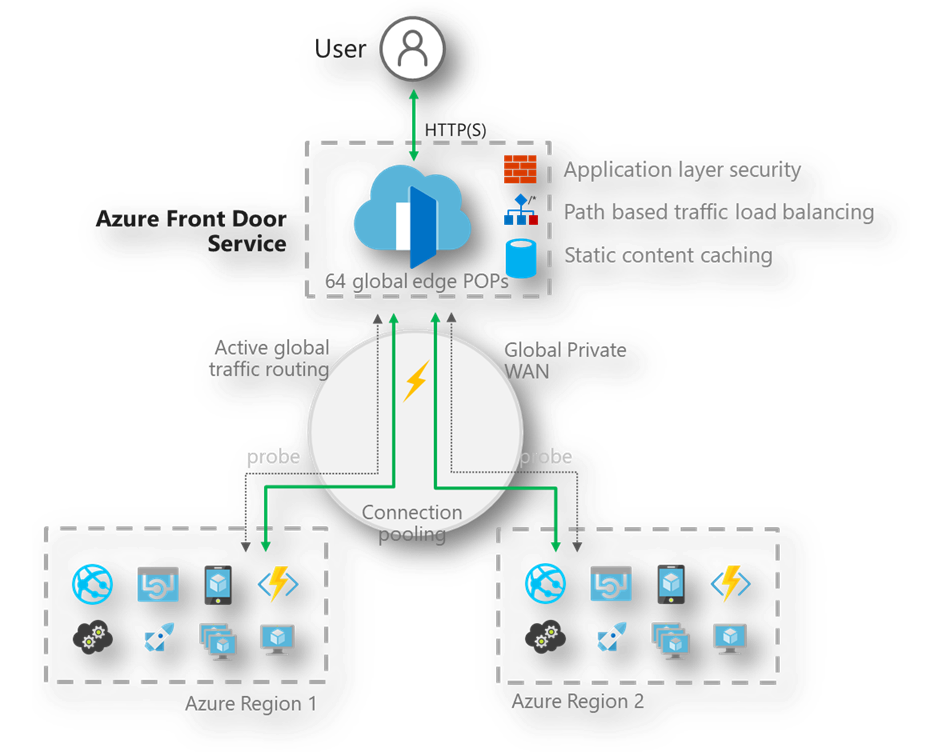 User
HTTP(S)
Application layer security
/*
Path based traffic load balancing
Azure Front Door
Service
Static content caching
64 global edge POPs
Active global
traffic routing
Global Private
WAN
probe
probe
Connection
pooling
Azure Region 1
Azure Region 2